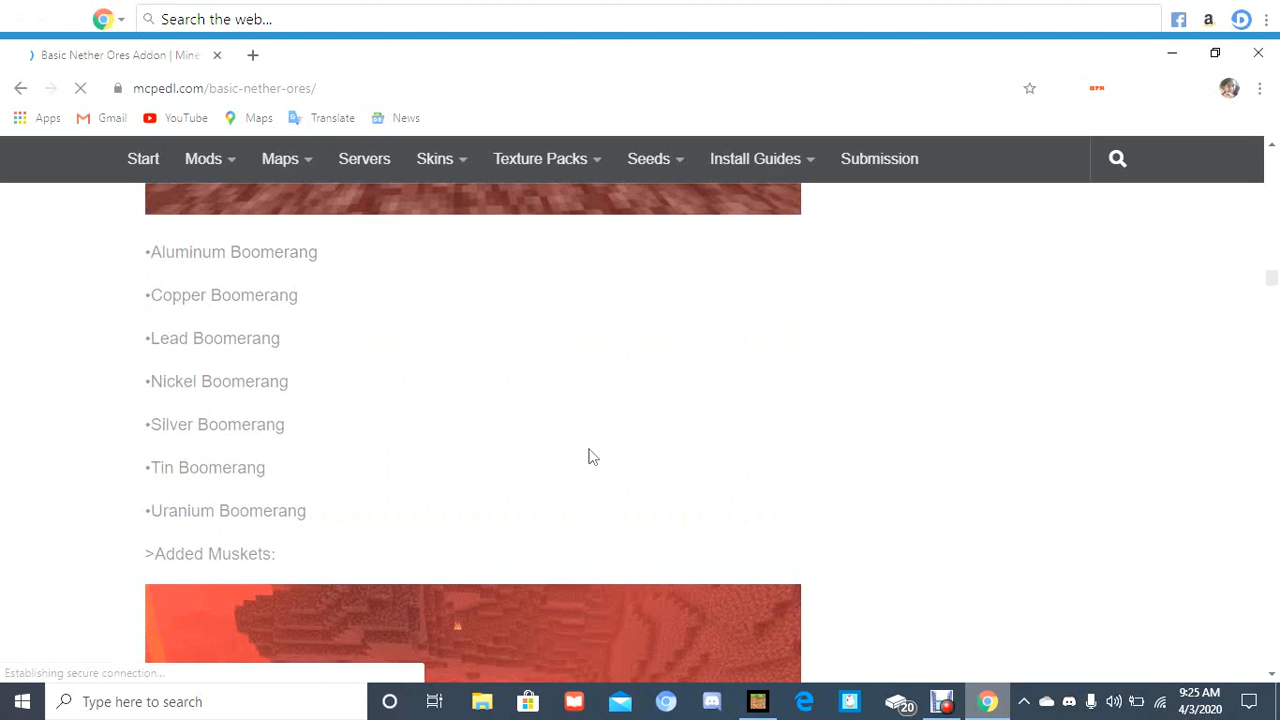 Search the web...
Basic Nether Ores Addon | Mine
mcpedl.com/basic-nether-ores/
Apps Gmail YouTube Maps Translate News
Start Mods Maps Servers Skins Texture Packs Seeds Install Guides Submission
•Aluminum Boomerang
•Copper Boomerang
•Lead Boomerang
•Nickel Boomerang
•Silver Boomerang
•Tin Boomerang
•Uranium Boomerang
>Added Muskets:
Establishing secure connection...
Type here to search
20
9:25 AM
4/3/2020